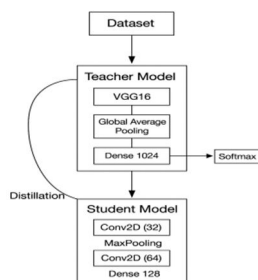 Dataset
Teacher Model
VGG16
Global Average
Pooling
Dense 1024
Softmax
Distillation
Student Model
Conv2D (32)
MaxPooling
Conv2D (64)
Dense 128